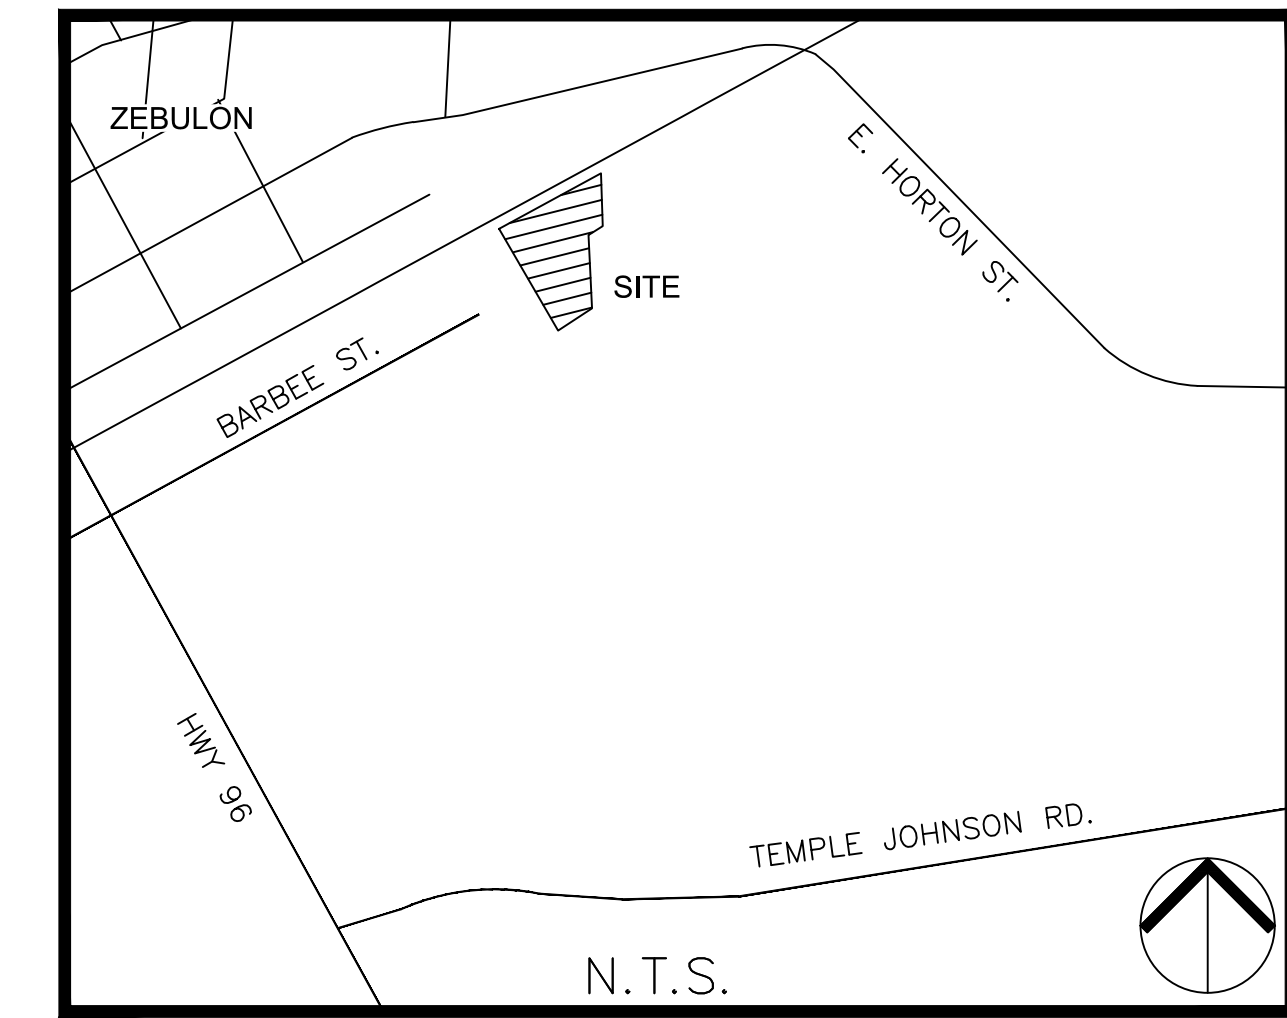 ZEBULON
E. HORTON ST.
SITE
BARBEE ST.
HWY 96
TEMPLE JOHNSON RD.
N.T.S.